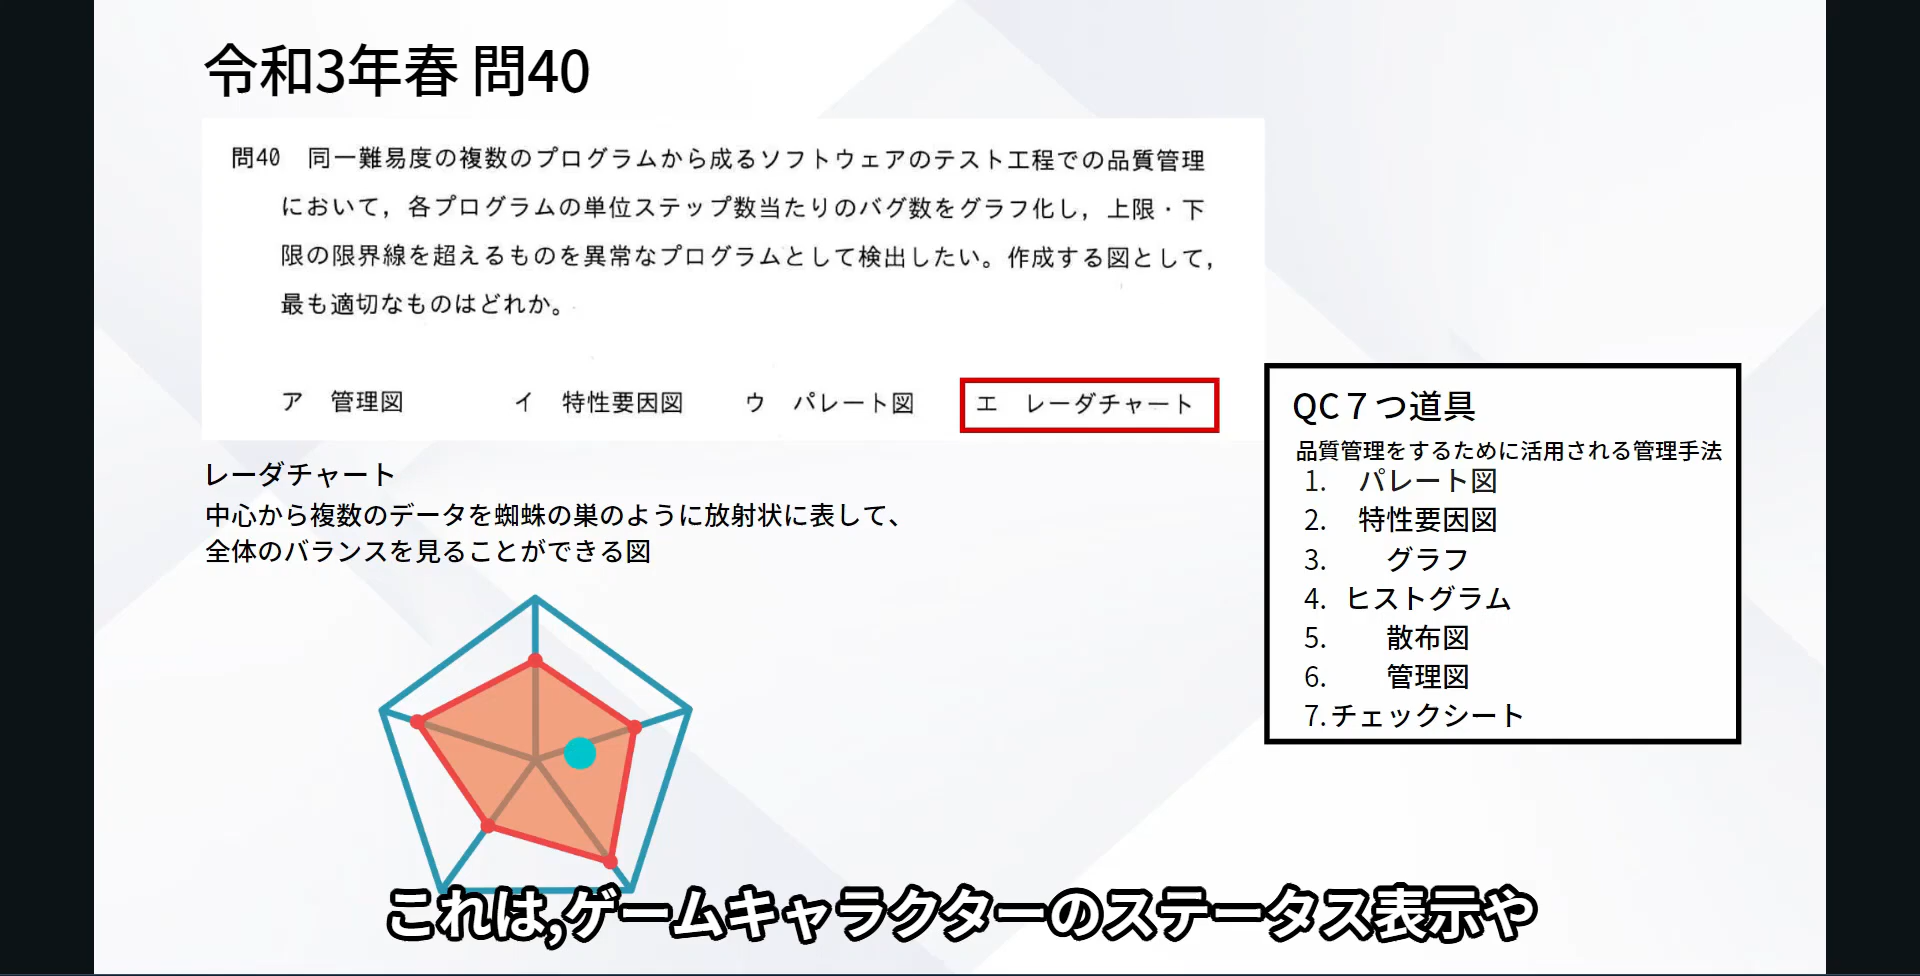 令和3年春 問40
問40　同一難易度の複数のプログラムから成るソフトウェアのテスト工程での品質管理
において，各プログラムの単位ステップ数当たりのバグ数をグラフ化し，上限・下
限の限界線を超えるものを異常なプログラムとして検出したい。作成する図として，
最も適切なものはどれか。
ア　管理図　イ　特性要因図　ウ　パレート図　エ　レーダチャート
レーダチャート
中心から複数のデータを蜘蛛の巣のように放射状に表して、
全体のバランスを見ることができる図
QC７つ道具
品質管理をするために活用される管理手法
1. パレート図
2. 特性要因図
3. グラフ
4. ヒストグラム
5. 散布図
6. 管理図
7. チェックシート
これは,ゲームキャラクターのステータス表示や